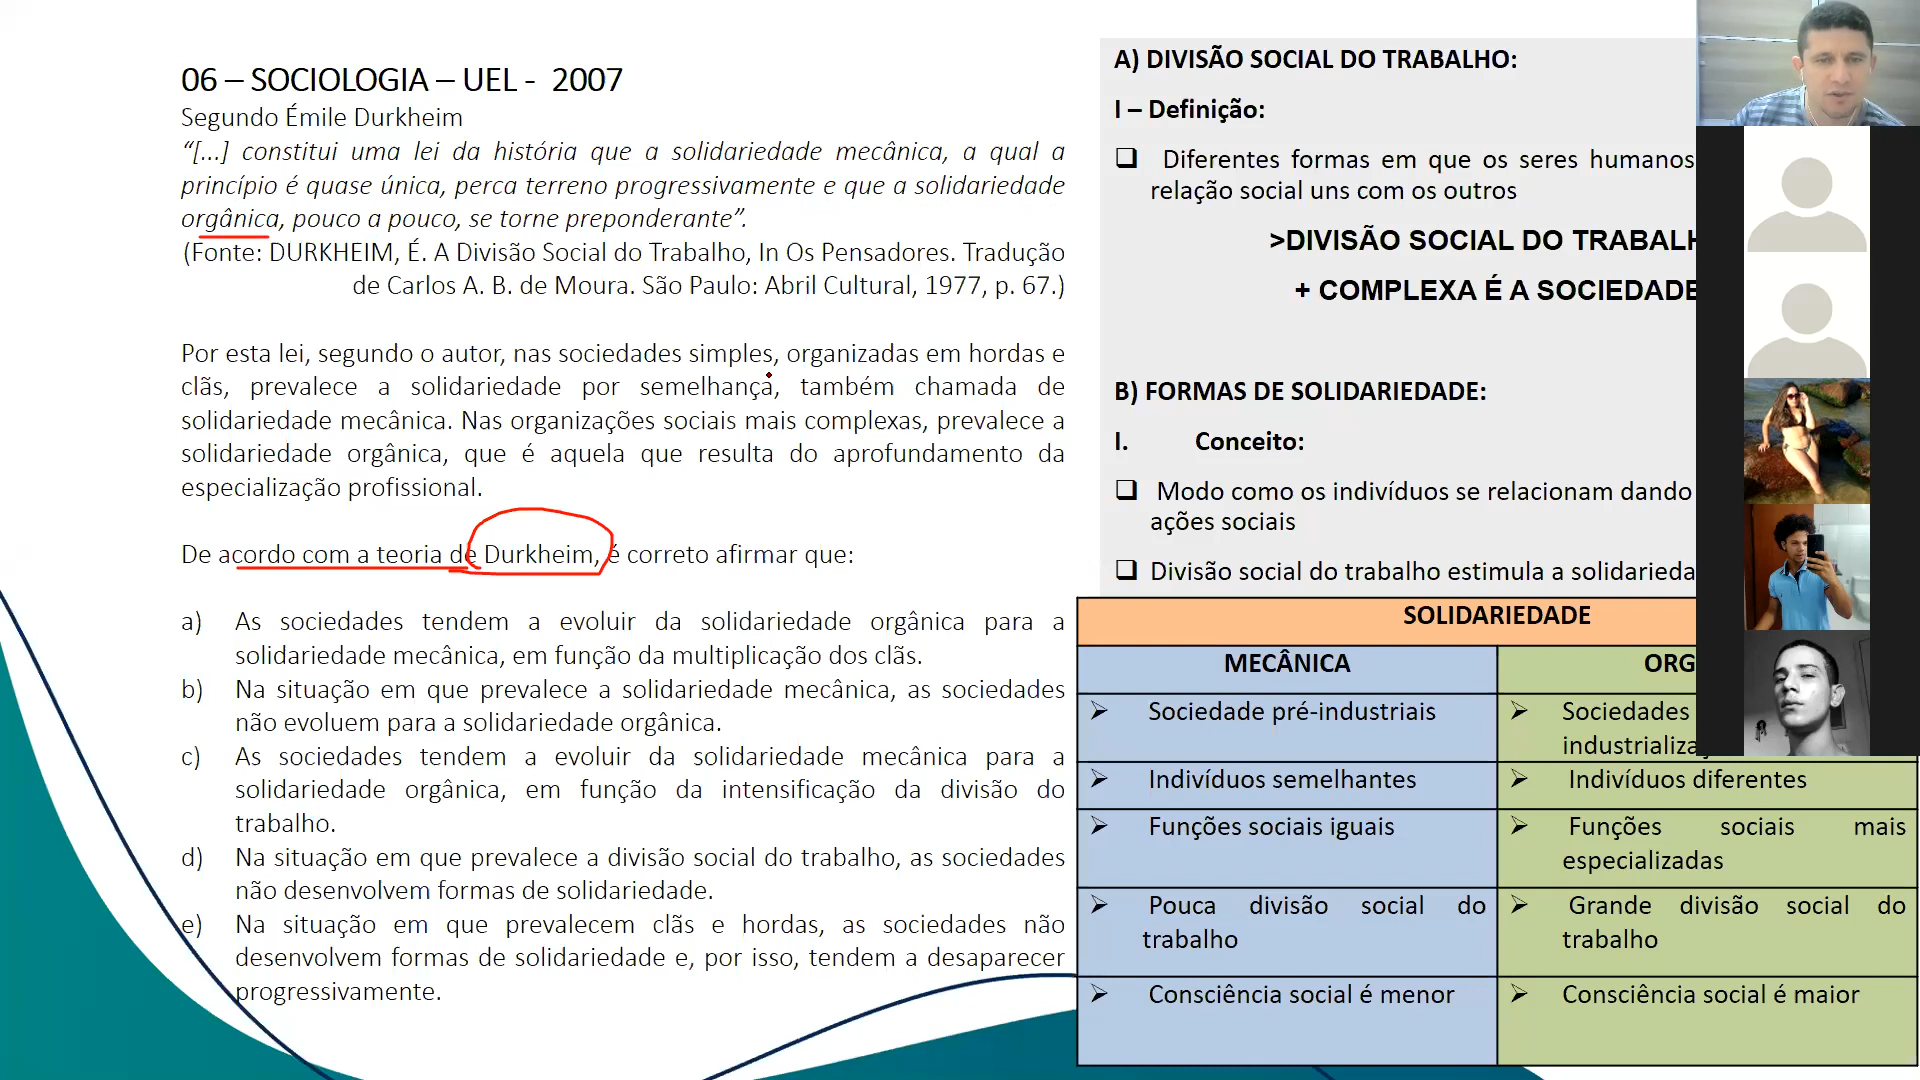 06 – SOCIOLOGIA – UEL -  2007
Segundo Émile Durkheim
“[...] constitui uma lei da história que a solidariedade mecânica, a qual a
princípio é quase única, perca terreno progressivamente e que a solidariedade
orgânica, pouco a pouco, se torne preponderante”.
(Fonte: DURKHEIM, É. A Divisão Social do Trabalho, In Os Pensadores. Tradução
de Carlos A. B. de Moura. São Paulo: Abril Cultural, 1977, p. 67.)
Por esta lei, segundo o autor, nas sociedades simples, organizadas em hordas e
clãs, prevalece a solidariedade por semelhança, também chamada de
solidariedade mecânica. Nas organizações sociais mais complexas, prevalece a
solidariedade orgânica, que é aquela que resulta do aprofundamento da
especialização profissional.
De acordo com a teoria de Durkheim, é correto afirmar que:
a) As sociedades tendem a evoluir da solidariedade orgânica para a
solidariedade mecânica, em função da multiplicação dos clãs.
b) Na situação em que prevalece a solidariedade mecânica, as sociedades
não evoluem para a solidariedade orgânica.
c) As sociedades tendem a evoluir da solidariedade mecânica para a
solidariedade orgânica, em função da intensificação da divisão do
trabalho.
d) Na situação em que prevalece a divisão social do trabalho, as sociedades
não desenvolvem formas de solidariedade.
e) Na situação em que prevalecem clãs e hordas, as sociedades não
desenvolvem formas de solidariedade e, por isso, tendem a desaparecer
progressivamente.
A) DIVISÃO SOCIAL DO TRABALHO:
I – Definição:
Diferentes formas em que os seres humanos
relação social uns com os outros
>DIVISÃO SOCIAL DO TRABALH
+ COMPLEXA É A SOCIEDADE
B) FORMAS DE SOLIDARIEDADE:
I. Conceito:
Modo como os indivíduos se relacionam dando
ações sociais
Divisão social do trabalho estimula a solidarieda
SOLIDARIEDADE
MECÂNICA ORG
Sociedade pré-industriais
Sociedades
industrializaç
Indivíduos semelhantes
Indivíduos diferentes
Funções sociais iguais
Funções sociais mais
especializadas
Pouca divisão social do
trabalho
Grande divisão social do
trabalho
Consciência social é menor
Consciência social é maior